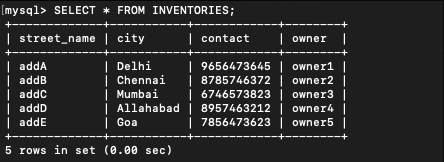 mysql> SELECT * FROM INVENTORIES;
+-------------+-----------+------------+--------+
| street_name | city      | contact    | owner  |
+-------------+-----------+------------+--------+
| addA        | Delhi     | 9656473645 | owner1 |
| addB        | Chennai   | 8785746372 | owner2 |
| addC        | Mumbai    | 6746573823 | owner3 |
| addD        | Allahabad | 8957463212 | owner4 |
| addE        | Goa       | 7856473623 | owner5 |
+-------------+-----------+------------+--------+
5 rows in set (0.00 sec)